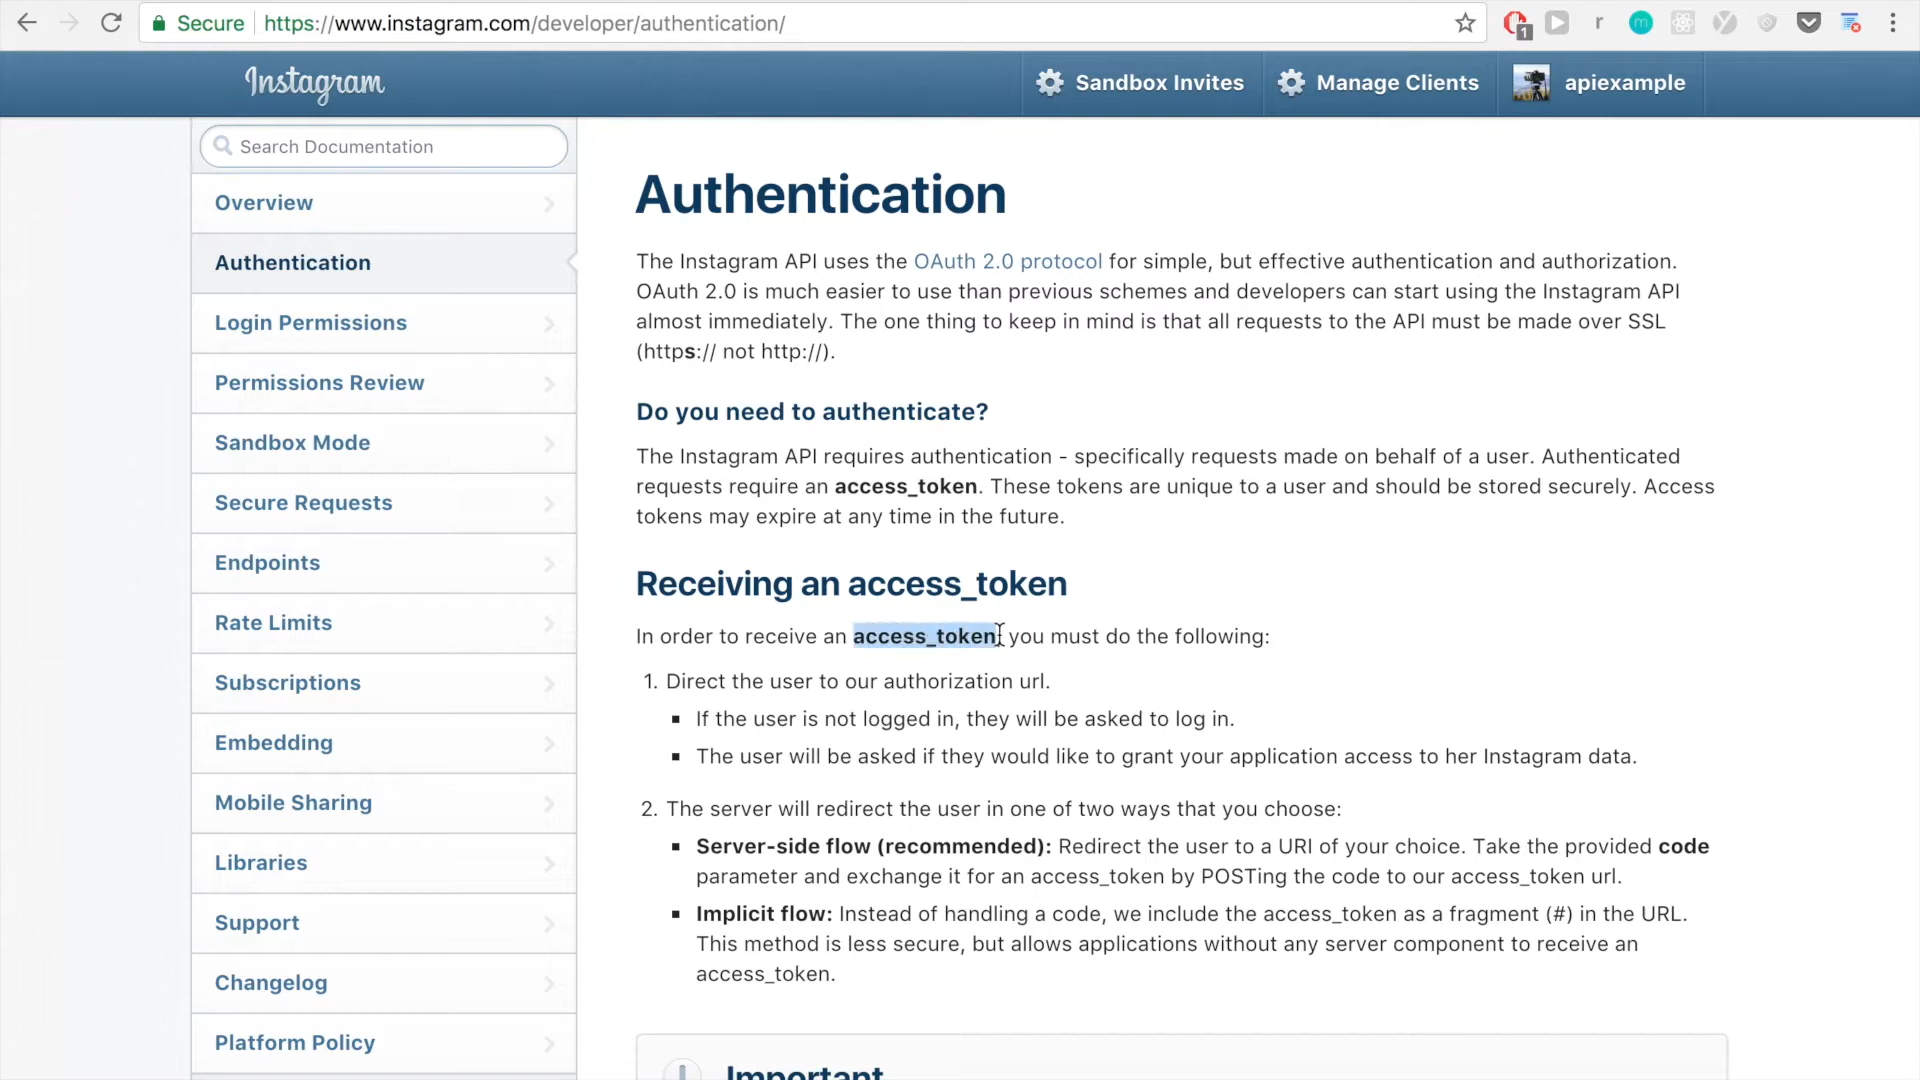 Secure https://www.instagram.com/developer/authentication/
1
r
m
Instagram
Sandbox Invites
Manage Clients
apiexample
Search Documentation
Overview
Authentication
Login Permissions
Permissions Review
Sandbox Mode
Secure Requests
Endpoints
Rate Limits
Subscriptions
Embedding
Mobile Sharing
Libraries
Support
Changelog
Platform Policy
Authentication
The Instagram API uses the OAuth 2.0 protocol for simple, but effective authentication and authorization.
OAuth 2.0 is much easier to use than previous schemes and developers can start using the Instagram API
almost immediately. The one thing to keep in mind is that all requests to the API must be made over SSL
(https:// not http://).
Do you need to authenticate?
The Instagram API requires authentication - specifically requests made on behalf of a user. Authenticated
requests require an access_token. These tokens are unique to a user and should be stored securely. Access
tokens may expire at any time in the future.
Receiving an access_token
In order to receive an access_token, you must do the following:
1. Direct the user to our authorization url.
▪ If the user is not logged in, they will be asked to log in.
▪ The user will be asked if they would like to grant your application access to her Instagram data.
2. The server will redirect the user in one of two ways that you choose:
▪ Server-side flow (recommended): Redirect the user to a URI of your choice. Take the provided code
parameter and exchange it for an access_token by POSTing the code to our access_token url.
▪ Implicit flow: Instead of handling a code, we include the access_token as a fragment (#) in the URL.
This method is less secure, but allows applications without any server component to receive an
access_token.
Important